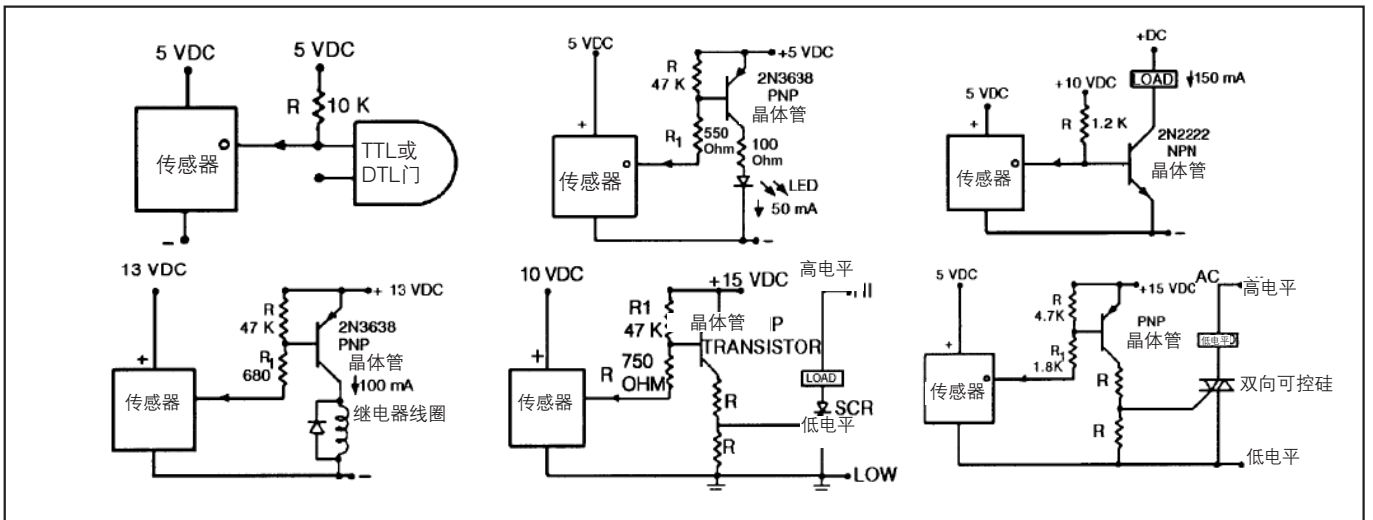 5 VDC
5 VDC
R
10 K
传感器
TTL或
DTL门
−
5 VDC
+5 VDC
R
47 K
2N3638
PNP
晶体管
+
R1
550
Ohm
100
Ohm
传感器
LED
50 mA
−
+DC
LOAD
150 mA
+10 VDC
5 VDC
+
R
1.2 K
2N2222
NPN
晶体管
传感器
−
13 VDC
+ 13 VDC
R
47 K
2N3638
PNP
晶体管
+
R1
680
100 mA
传感器
继电器线圈
−
10 VDC
+15 VDC
高电平
R1
47 K
晶体管
P
TRANSISTOR
+
750
OHM
R
LOAD
传感器
R
SCR
低电平
R
LOW
5 VDC
+15 VDC
AC
高电平
R
4.7K
PNP
晶体管
低电平
+
R1
1.8K
传感器
R
双向可控硅
R
低电平